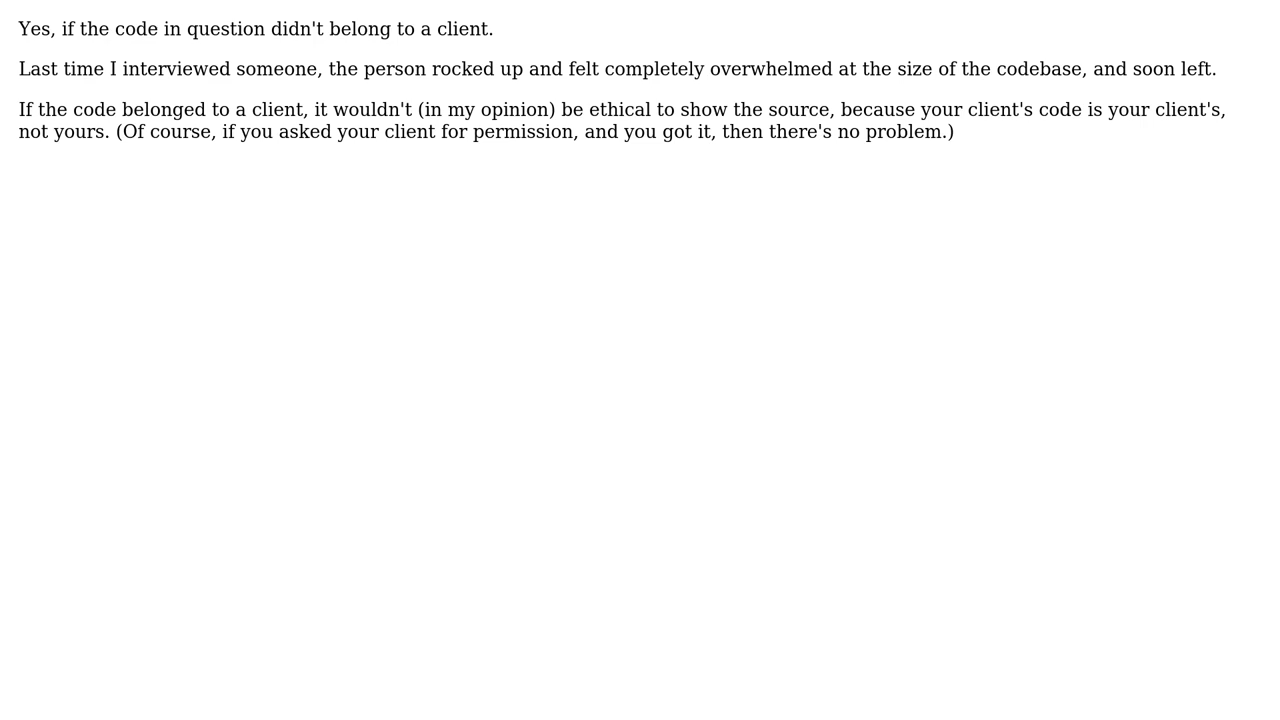 Yes, if the code in question didn't belong to a client.
Last time I interviewed someone, the person rocked up and felt completely overwhelmed at the size of the codebase, and soon left.
If the code belonged to a client, it wouldn't (in my opinion) be ethical to show the source, because your client's code is your client's,
not yours. (Of course, if you asked your client for permission, and you got it, then there's no problem.)